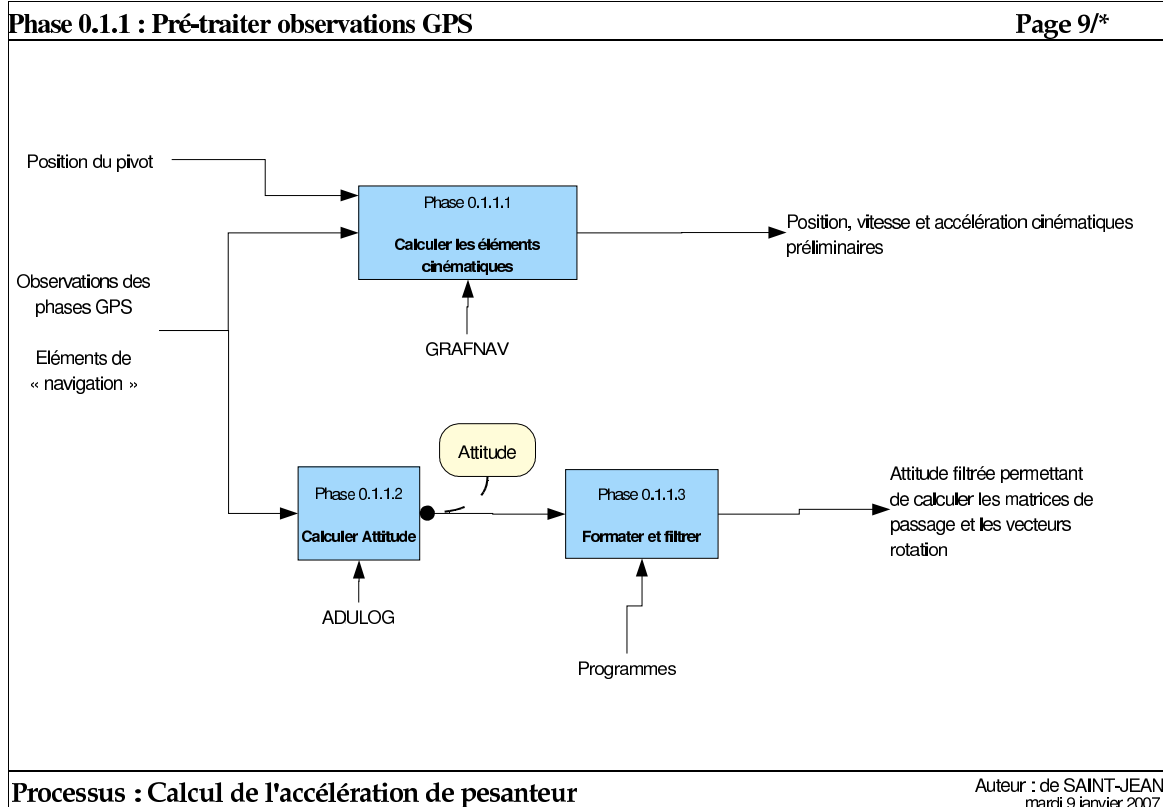 Phase 0.1.1 : Pré-traiter observations GPS
Page 9/*
Position du pivot
Phase 0.1.1.1
Calculer les éléments
cinématiques
Position, vitesse et accélération cinématiques
préliminaires
Observations des
phases GPS
Eléments de
« navigation »
GRAFNAV
Attitude
Phase 0.1.1.2
Calculer Attitude
Phase 0.1.1.3
Formater et filtrer
Attitude filtrée permettant
de calculer les matrices de
passage et les vecteurs
rotation
ADULOG
Programmes
Processus : Calcul de l'accélération de pesanteur
Auteur : de SAINT-JEAN
mardi 9 janvier 2007